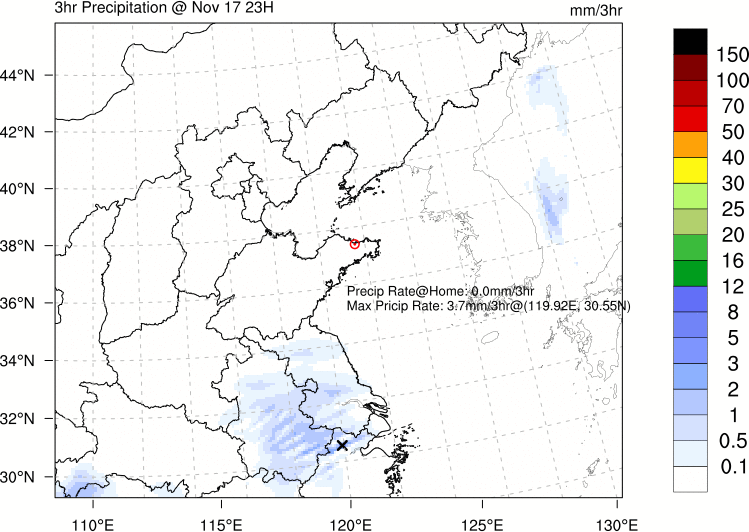 3hr Precipitation @ Nov 17 23H
mm/3hr
150
100
70
50
40
30
25
20
16
12
8
5
3
2
1
0.5
0.1
44°N
42°N
40°N
38°N
36°N
34°N
32°N
30°N
Precip Rate@Home: 0.0mm/3hr
Max Pricip Rate: 3.7mm/3hr@(119.92E, 30.55N)
110°E
115°E
120°E
125°E
130°E